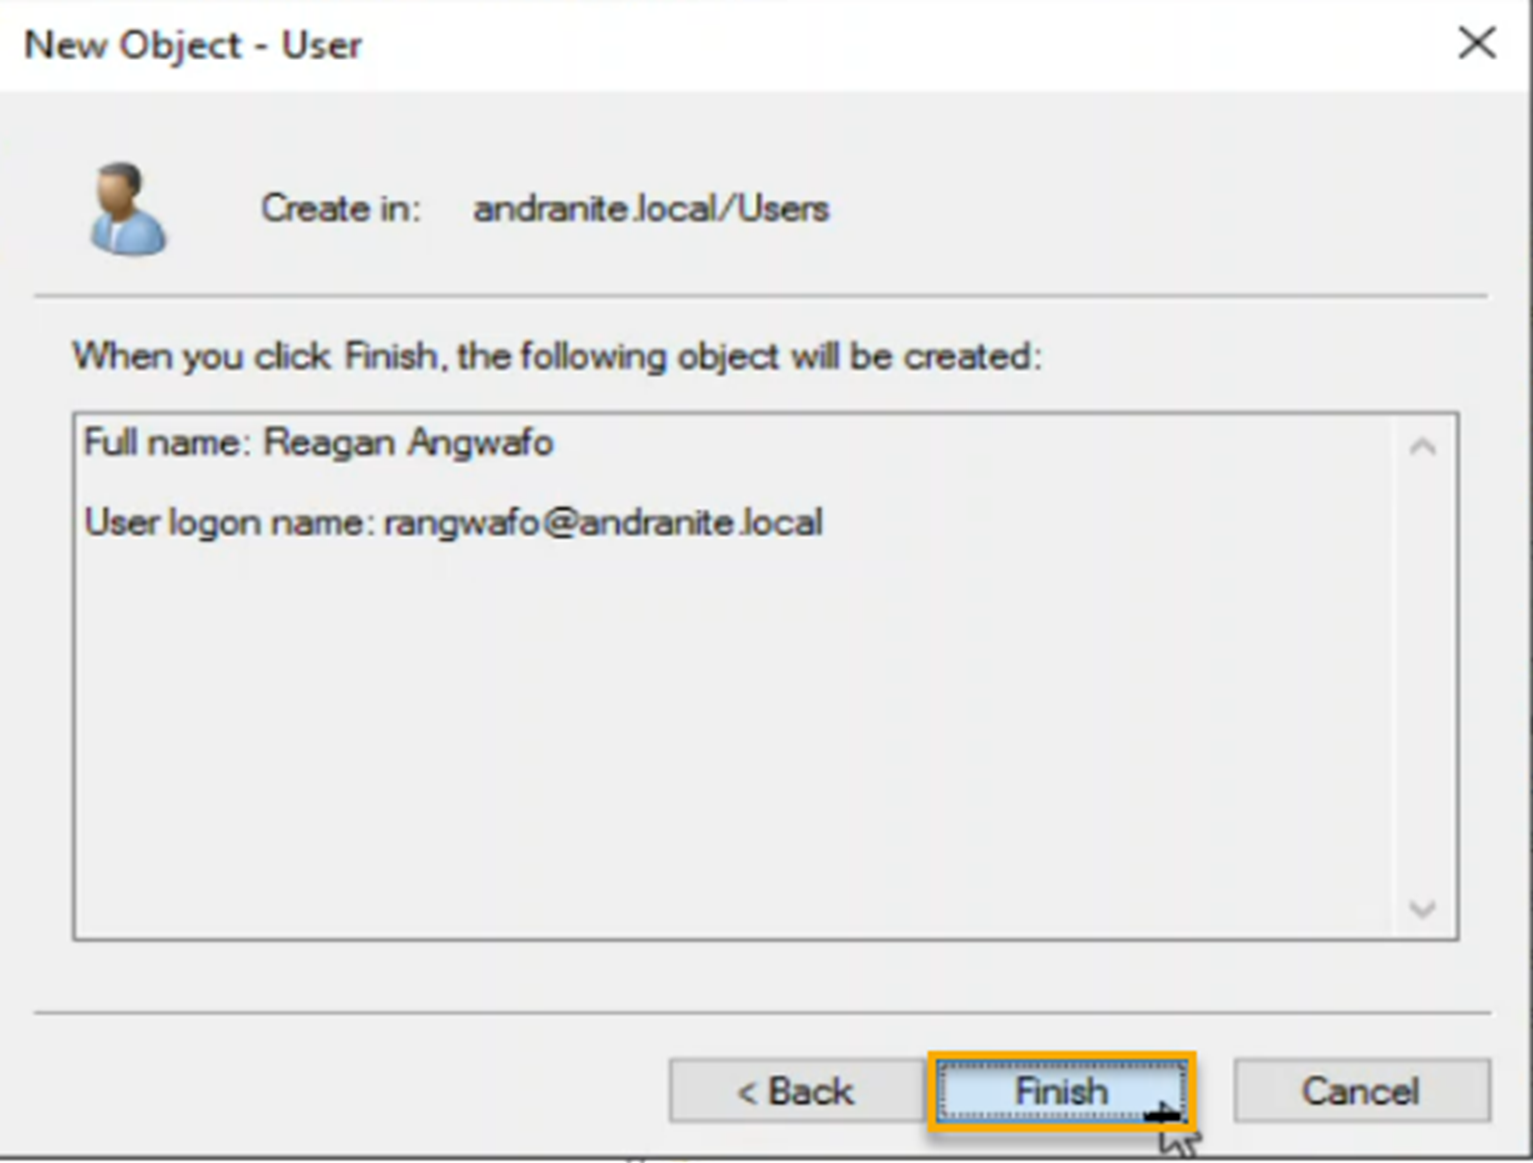 New Object - User
Create in: andranite.local/Users
When you click Finish, the following object will be created:
Full name: Reagan Angwafo
User logon name: rangwafo@andranite.local
< Back Finish Cancel